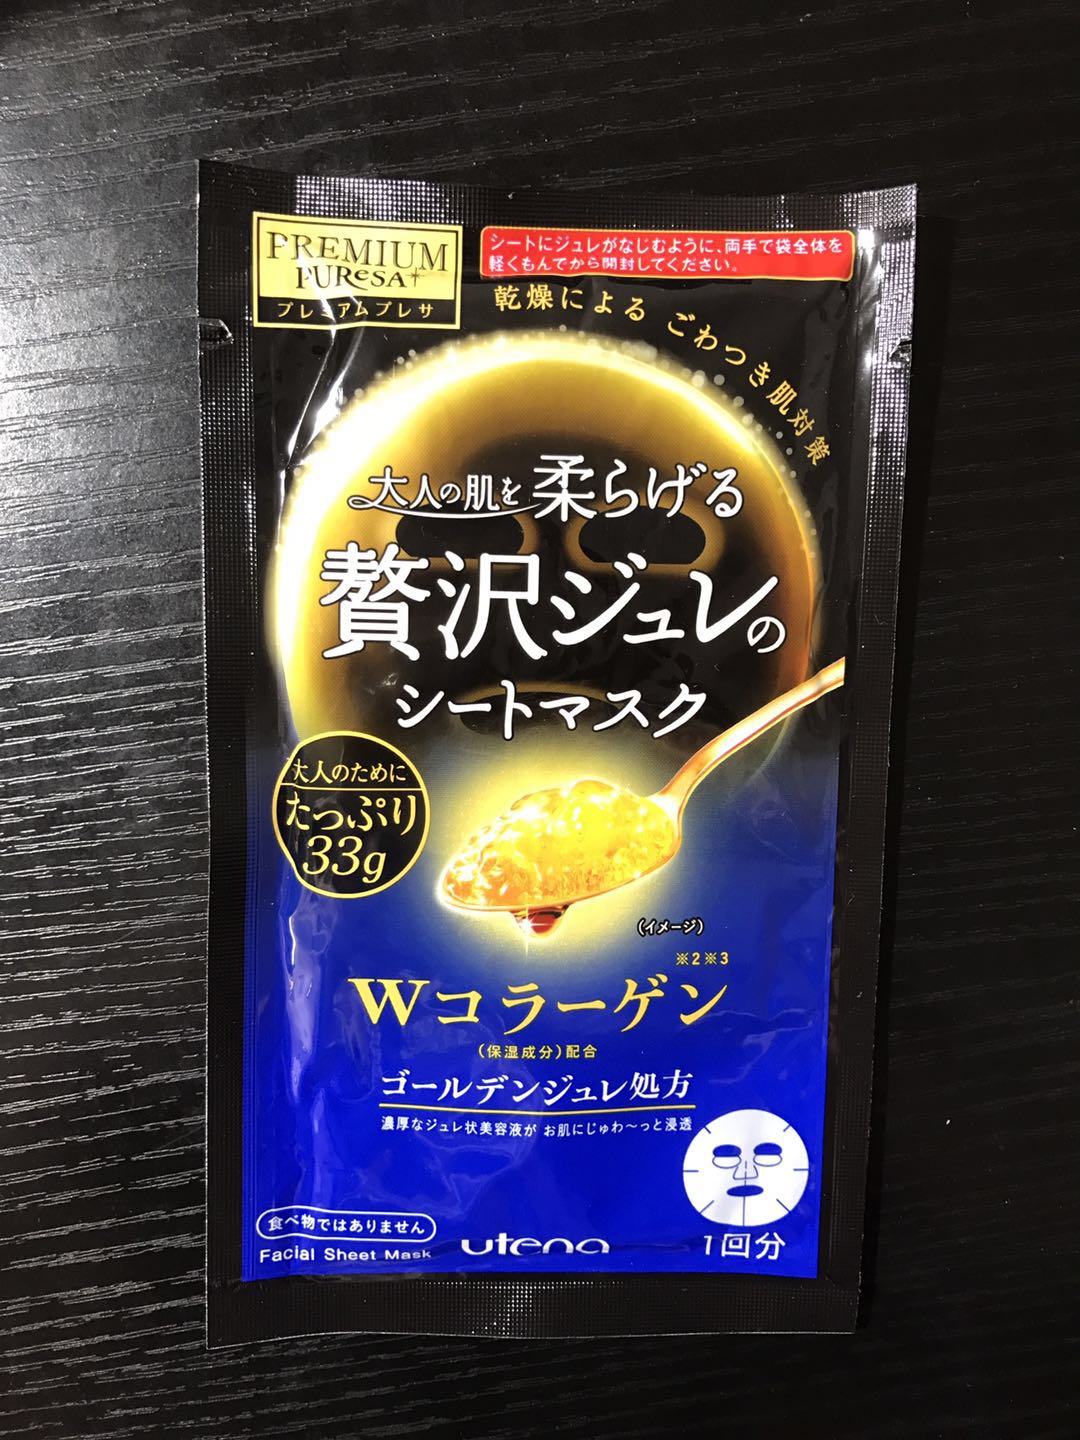 PREMIUM
PUReSA
プレミアムプレサ
シートにジュレがなじむように、両手で袋全体を
軽くもんでから開封してください。
乾燥による ごわつき肌対策
大人の肌を柔らげる
贅沢ジュレの
シートマスク
大人のために
たっぷり
33g
(イメージ)
※2※3
Wコラーゲン
(保湿成分)配合
ゴールデンジュレ処方
濃厚なジュレ状美容液が お肌にじゅわ〜っと浸透
食べ物ではありません
Facial Sheet Mask
utena
1回分